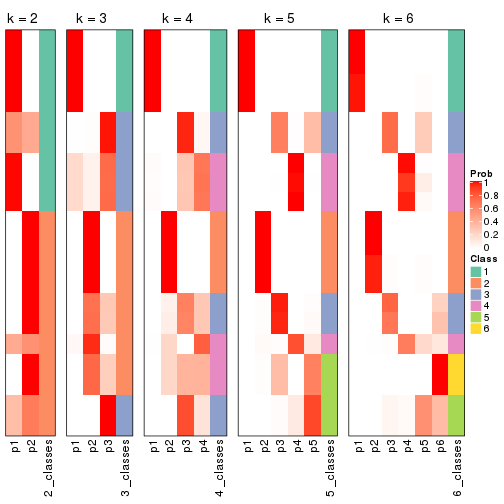 k = 2
k = 3
k = 4
k = 5
k = 6
p1
p2
2_classes
p1
p2
p3
3_classes
p1
p2
p3
p4
4_classes
p1
p2
p3
p4
p5
5_classes
p1
p2
p3
p4
p5
p6
6_classes
Prob
1
0.8
0.6
0.4
0.2
0
Class
1
2
3
4
5
6